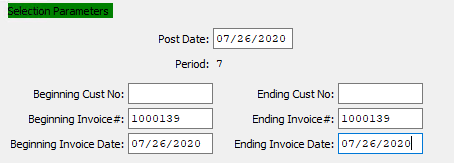 Selection Parameters
Post Date: 07/26/2020
Period: 7
Beginning Cust No: Ending Cust No:
Beginning Invoice#: 1000139 Ending Invoice#: 1000139
Beginning Invoice Date: 07/26/2020 Ending Invoice Date: 07/26/2020